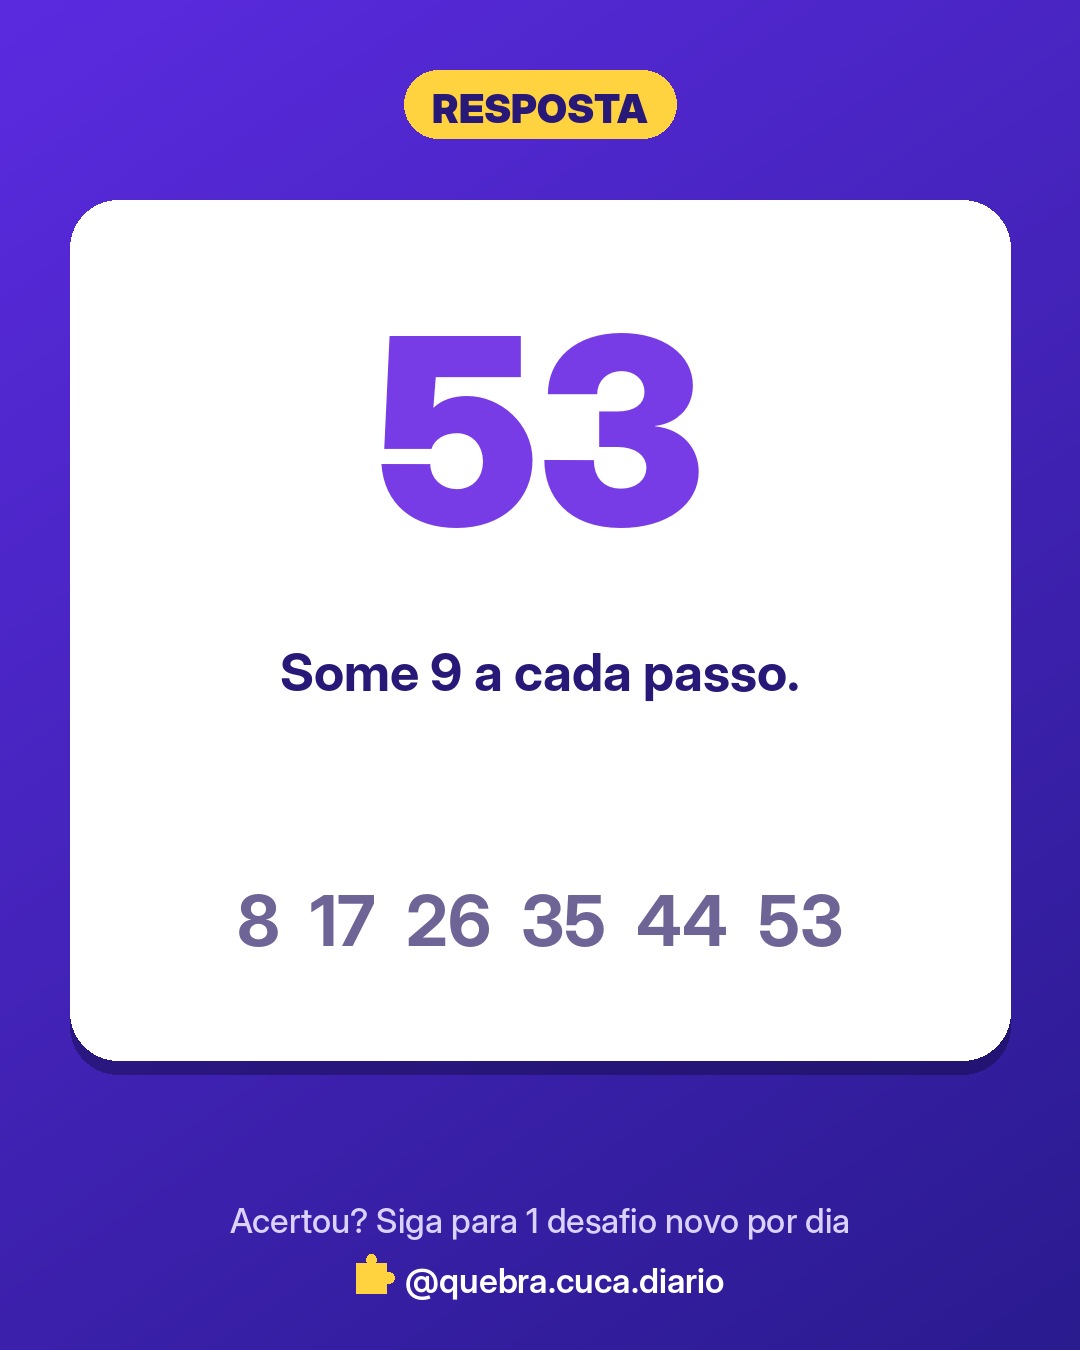 RESPOSTA
53
Some 9 a cada passo.
8 17 26 35 44 53
Acertou? Siga para 1 desafio novo por dia
@quebra.cuca.diario